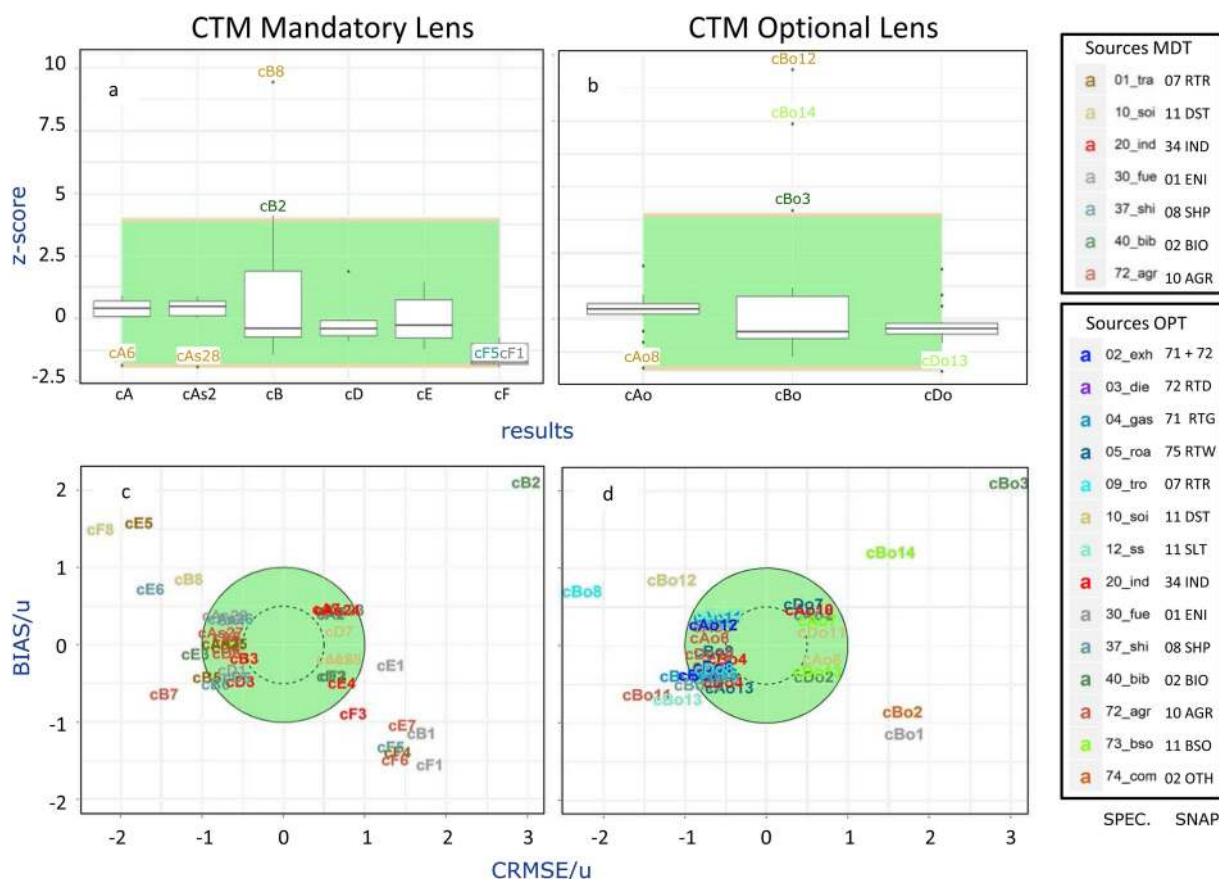 CTM Mandatory Lens
CTM Optional Lens
z-score
10
7.5
5
2.5
0
-2.5
a
cB8
cB2
cA6
cAs28
cF5
cF1
cA
cAs2
cB
cD
cE
cF
b
cBo12
cBo14
cBo3
cAo8
cDo13
cAo
cBo
cDo
results
BIAS/u
2
1
0
-1
-2
c
cB2
cF8
cE5
cE6
cB8
cD7
cE3
cB3
cB5
cD3
cE4
cE1
cB7
cF3
cE7
cB1
cF5
cF4
cF6
cF1
-2
-1
0
1
2
3
d
cBo3
cBo14
cBo8
cBo12
cDo7
cAo10
cAo12
cDo11
cBo4
cDo2
cAo13
cBo11
cBo13
cBo2
cBo1
-2
-1
0
1
2
3
CRMSE/u
Sources MDT
a 01_tra 07 RTR
a 10_soi 11 DST
a 20_ind 34 IND
a 30_fue 01 ENI
a 37_shi 08 SHP
a 40_bib 02 BIO
a 72_agr 10 AGR
Sources OPT
a 02_exh 71 + 72
a 03_die 72 RTD
a 04_gas 71 RTG
a 05_roa 75 RTW
a 09_tro 07 RTR
a 10_soi 11 DST
a 12_ss 11 SLT
a 20_ind 34 IND
a 30_fue 01 ENI
a 37_shi 08 SHP
a 40_bib 02 BIO
a 72_agr 10 AGR
a 73_bso 11 BSO
a 74_com 02 OTH
SPEC. SNAP